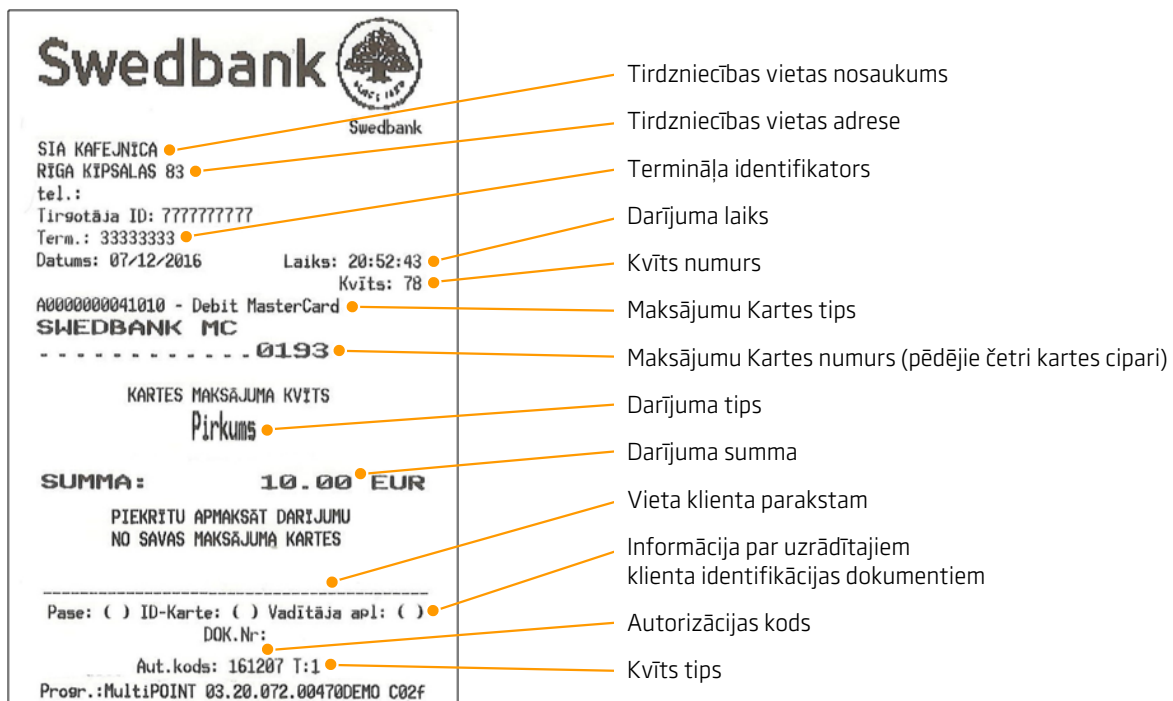 Swedbank
Swedbank
SIA KAFEJNĪCA
RĪGA ĶĪPSALAS 83
tel.:
Tirgotāja ID: 7777777777
Term.: 33333333
Datums: 07/12/2016 Laiks: 20:52:43
Kvīts: 78
A0000000041010 - Debit MasterCard
SWEDBANK MC
............0193
KARTES MAKSĀJUMA KVĪTS
Pirkums
SUMMA: 10.00 EUR
PIEKRĪTU APMAKSĀT DARĪJUMU
NO SAVAS MAKSĀJUMA KARTES
Pase: ( ) ID-Karte: ( ) Vadītāja apl: ( )
DOK.Nr:
Aut.kods: 161207 T:1
Progr.:MultiPOINT 03.20.072.00470DEMO C02f
Tirdzniecības vietas nosaukums
Tirdzniecības vietas adrese
Termināļa identifikators
Darījuma laiks
Kvīts numurs
Maksājumu Kartes tips
Maksājumu Kartes numurs (pēdējie četri kartes cipari)
Darījuma tips
Darījuma summa
Vieta klienta parakstam
Informācija par uzrādītajiem
klienta identifikācijas dokumentiem
Autorizācijas kods
Kvīts tips